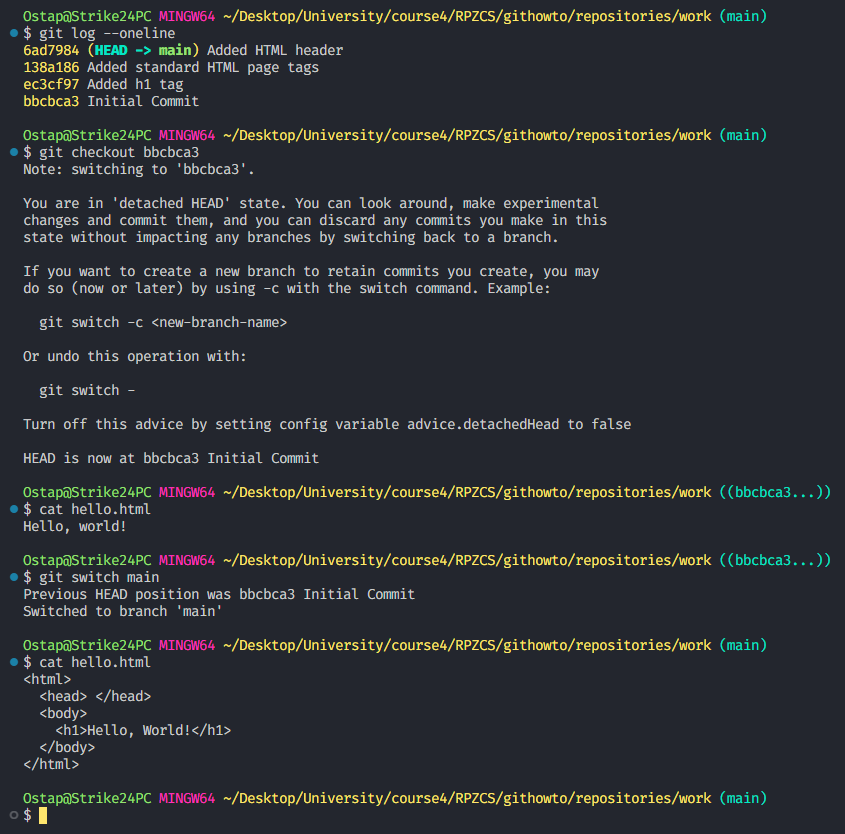 Ostap@Strike24PC MINGW64 ~/Desktop/University/course4/RPZCS/githowto/repositories/work (main)
$ git log --oneline
6ad7984 (HEAD -> main) Added HTML header
138a186 Added standard HTML page tags
ec3cf97 Added h1 tag
bbcbca3 Initial Commit

Ostap@Strike24PC MINGW64 ~/Desktop/University/course4/RPZCS/githowto/repositories/work (main)
$ git checkout bbcbca3
Note: switching to 'bbcbca3'.

You are in 'detached HEAD' state. You can look around, make experimental
changes and commit them, and you can discard any commits you make in this
state without impacting any branches by switching back to a branch.

If you want to create a new branch to retain commits you create, you may
do so (now or later) by using -c with the switch command. Example:

  git switch -c <new-branch-name>

Or undo this operation with:

  git switch -

Turn off this advice by setting config variable advice.detachedHead to false

HEAD is now at bbcbca3 Initial Commit

Ostap@Strike24PC MINGW64 ~/Desktop/University/course4/RPZCS/githowto/repositories/work ((bbcbca3...))
$ cat hello.html
Hello, world!

Ostap@Strike24PC MINGW64 ~/Desktop/University/course4/RPZCS/githowto/repositories/work ((bbcbca3...))
$ git switch main
Previous HEAD position was bbcbca3 Initial Commit
Switched to branch 'main'

Ostap@Strike24PC MINGW64 ~/Desktop/University/course4/RPZCS/githowto/repositories/work (main)
$ cat hello.html
<html>
  <head> </head>
  <body>
    <h1>Hello, World!</h1>
  </body>
</html>

Ostap@Strike24PC MINGW64 ~/Desktop/University/course4/RPZCS/githowto/repositories/work (main)
$